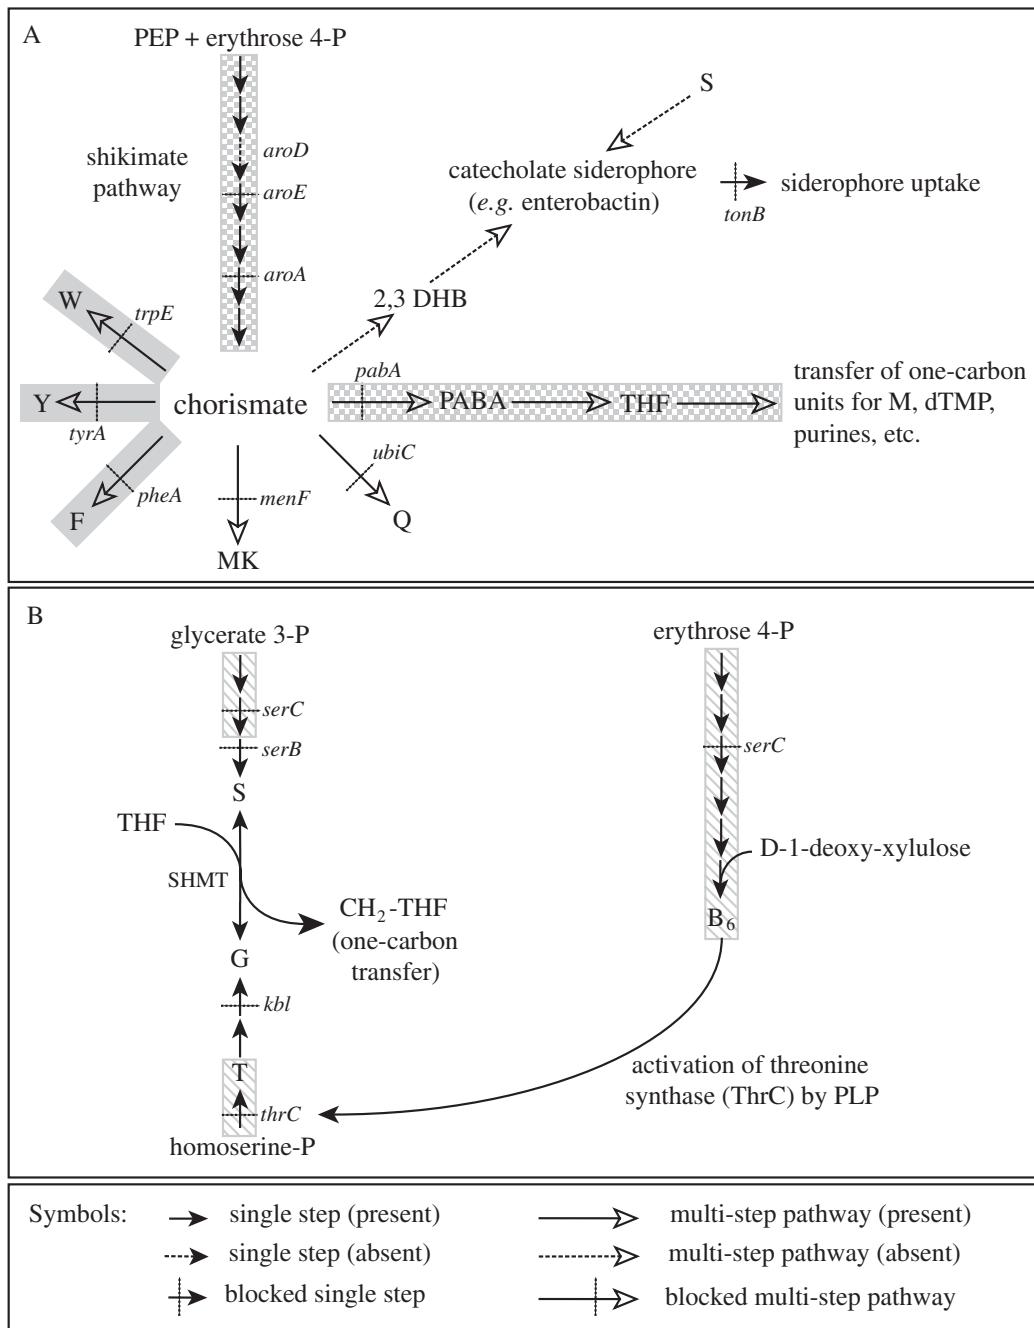 A
PEP + erythrose 4-P
S
shikimate
pathway
aroD
aroE
aroA
catecholate siderophore
(e.g. enterobactin)
tonB
siderophore uptake
2,3 DHB
W
trpE
Y
tyrA
F
pheA
chorismate
pabA
PABA
THF
transfer of one-carbon
units for M, dTMP,
purines, etc.
ubiC
Q
menF
MK
B
glycerate 3-P
serC
serB
S
THF
SHMT
CH2-THF
(one-carbon
transfer)
G
kbl
T
thrC
homoserine-P
erythrose 4-P
serC
D-1-deoxy-xylulose
B6
activation of threonine
synthase (ThrC) by PLP
Symbols:
single step (present)
multi-step pathway (present)
single step (absent)
multi-step pathway (absent)
blocked single step
blocked multi-step pathway